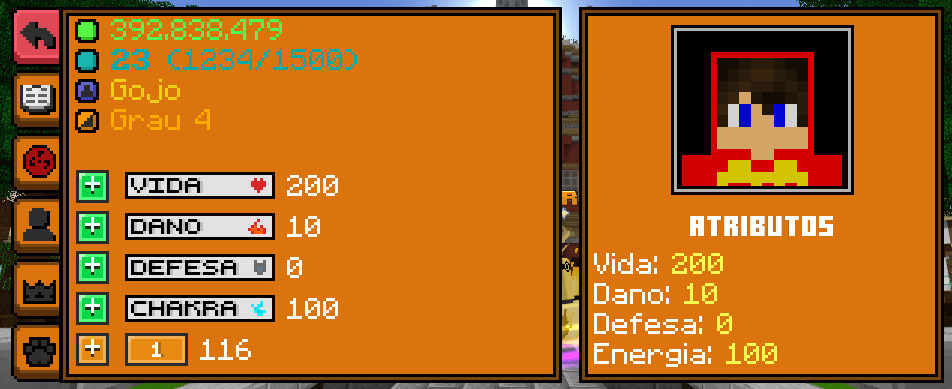 392.838.479
23 (1234/1500)
Gojo
Grau 4
VIDA 200
DANO 10
DEFESA 0
CHAKRA 100
1 116
ATRIBUTOS
Vida: 200
Dano: 10
Defesa: 0
Energia: 100